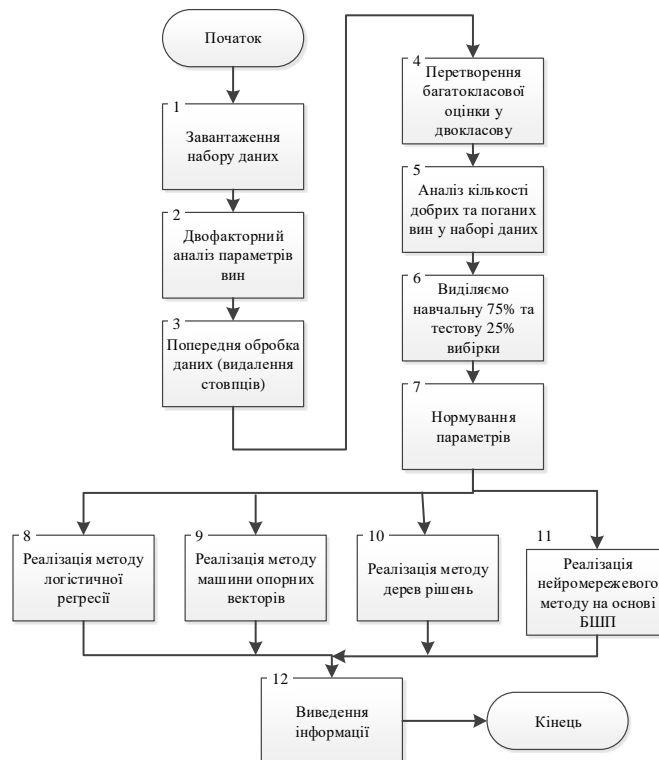 Початок
1
Завантаження
набору даних
2
Двофакторний
аналіз параметрів
вин
3
Попередня обробка
даних (видалення
стовпців)
4
Перетворення
багатокласової
оцінки у
двокласову
5
Аналіз кількості
добрих та поганих
вин у наборі даних
6
Виділяємо
навчальну 75% та
тестову 25%
вибірки
7
Нормування
параметрів
8
Реалізація методу
логістичної
регресії
9
Реалізація методу
машини опорних
векторів
10
Реалізація методу
дерев рішень
11
Реалізація
нейромережевого
методу на основі
БШП
12
Виведення
інформації
Кінець